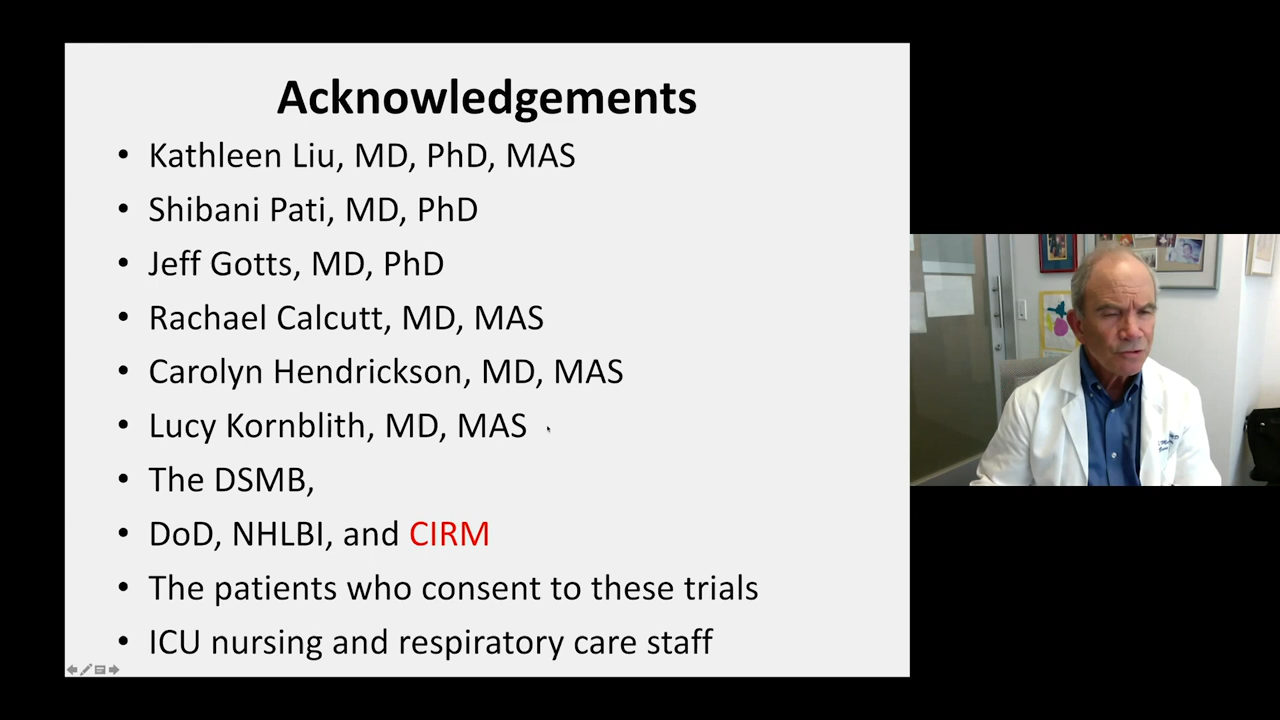 Acknowledgements
• Kathleen Liu, MD, PhD, MAS
• Shibani Pati, MD, PhD
• Jeff Gotts, MD, PhD
• Rachael Calcutt, MD, MAS
• Carolyn Hendrickson, MD, MAS
• Lucy Kornblith, MD, MAS
• The DSMB,
• DoD, NHLBI, and CIRM
• The patients who consent to these trials
• ICU nursing and respiratory care staff